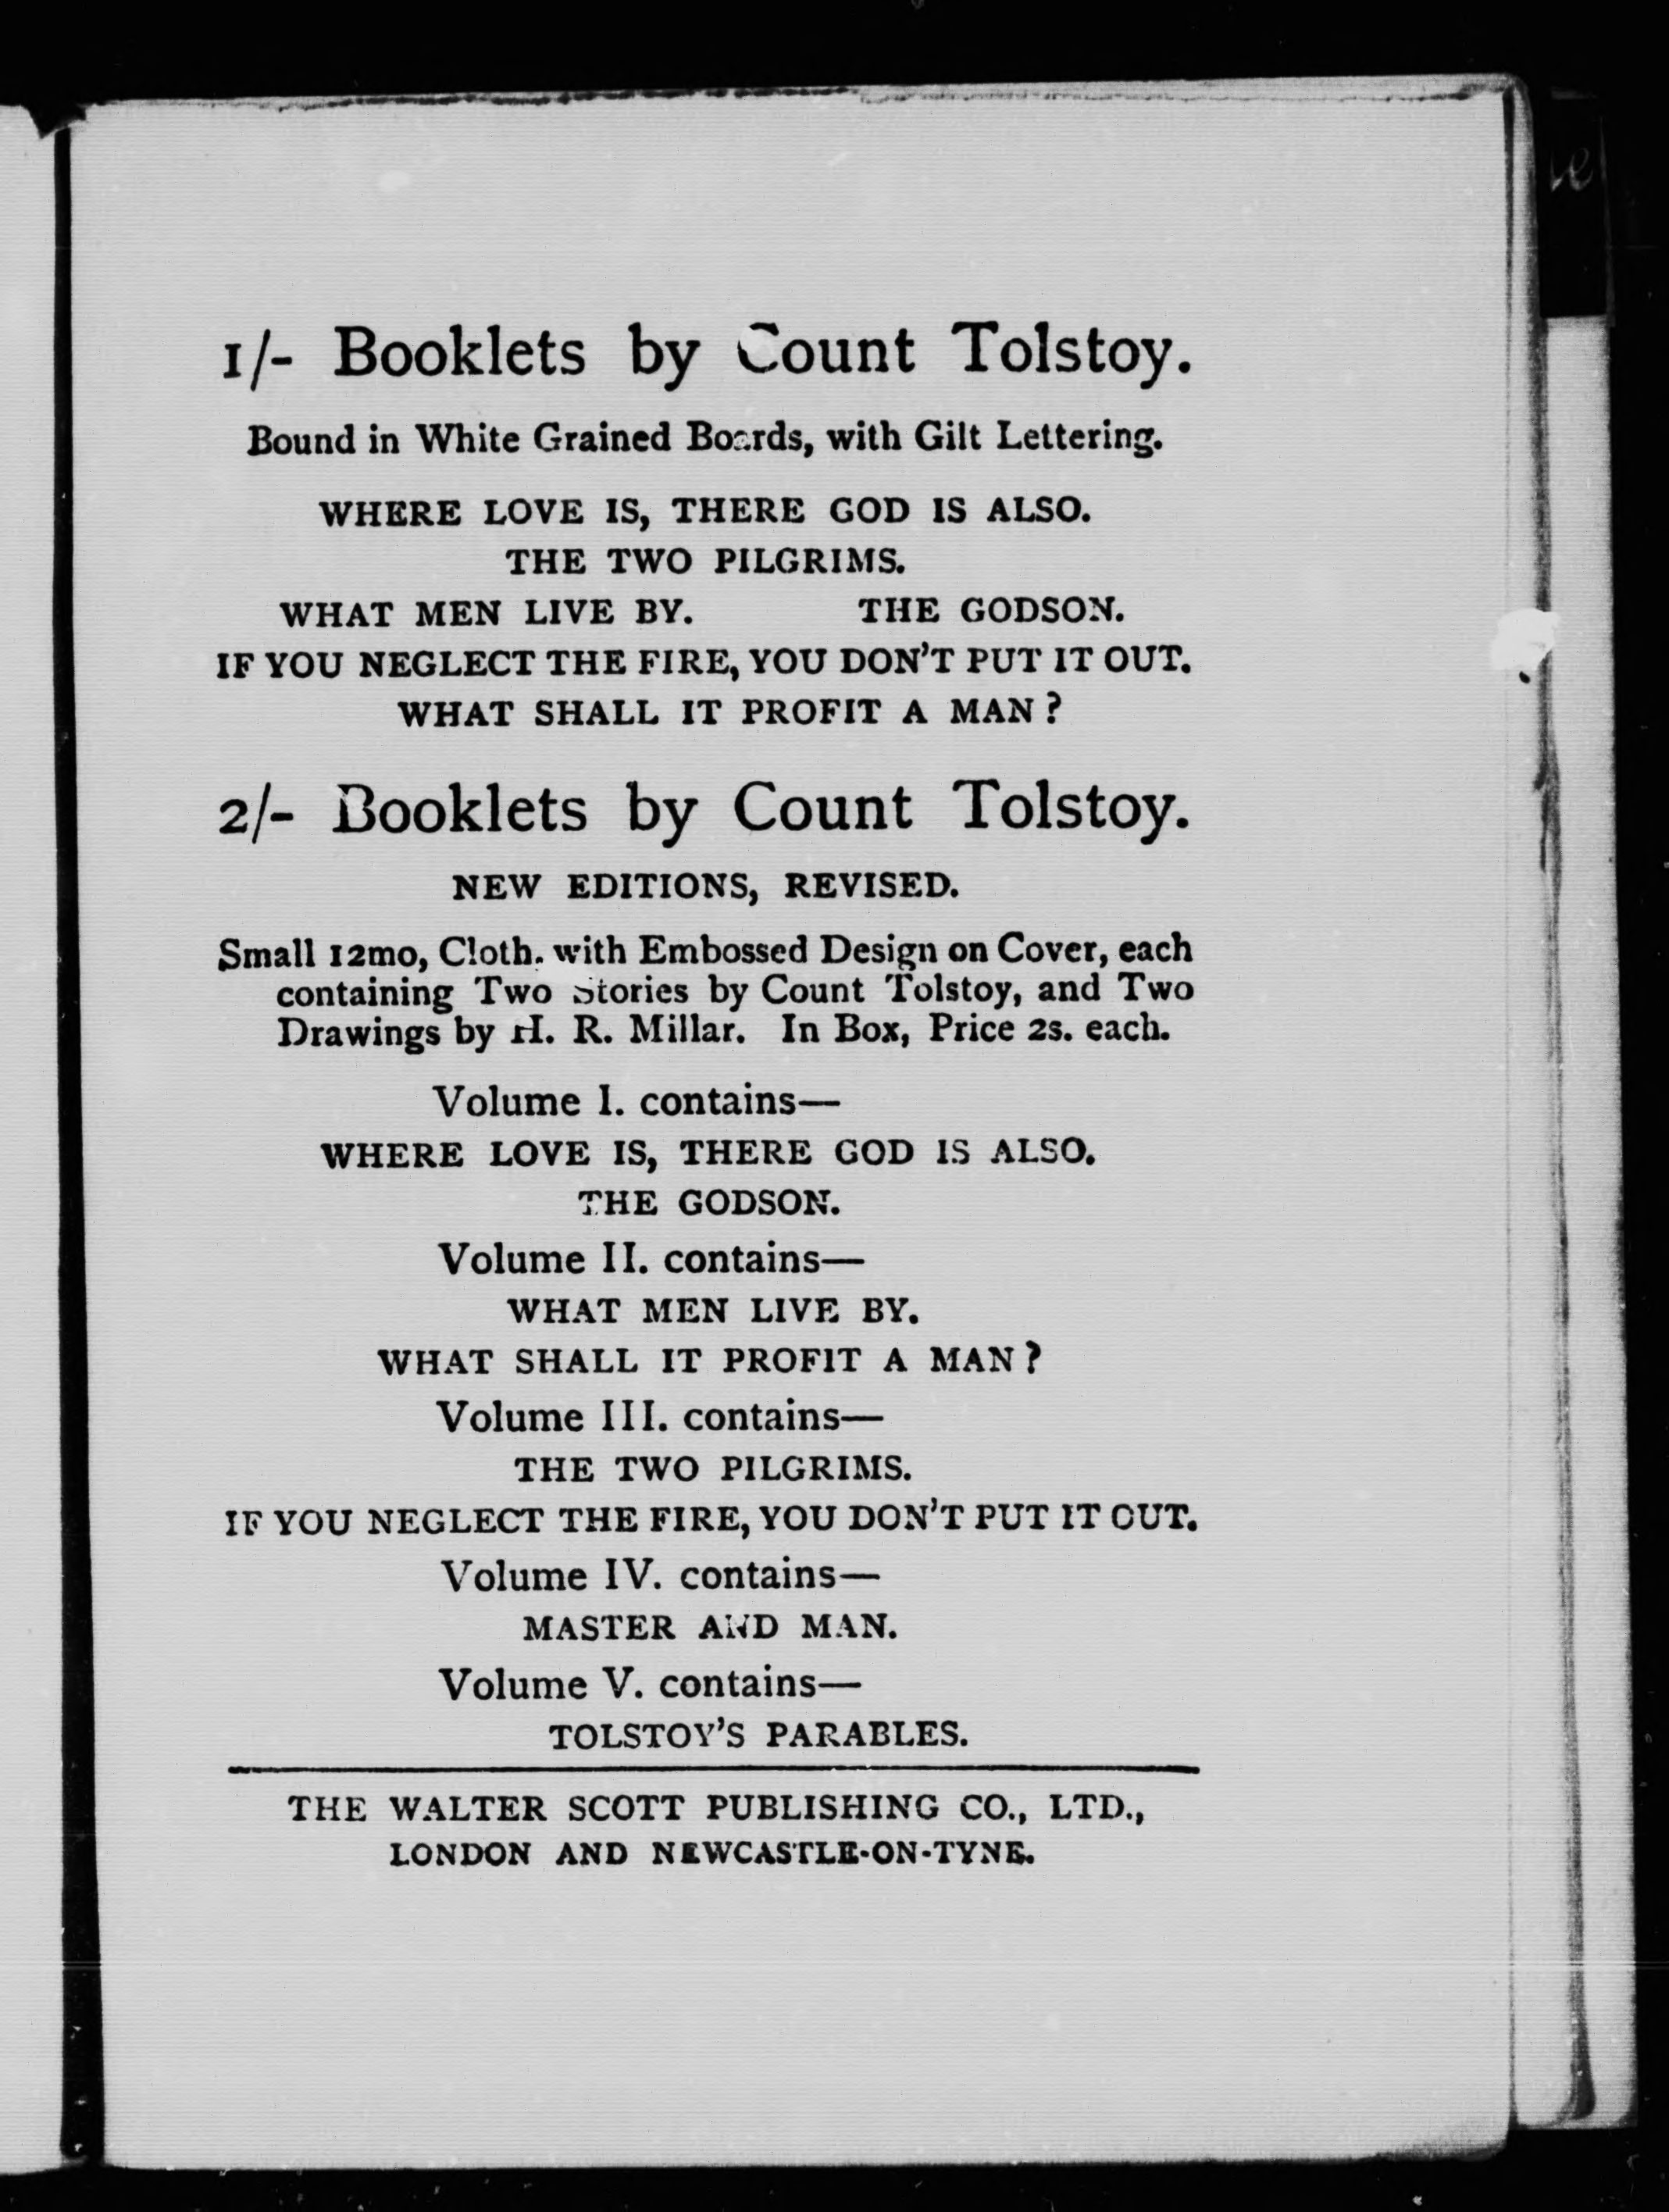 1/- Booklets by Count Tolstoy.
Bound in White Grained Boards, with Gilt Lettering.
WHERE LOVE IS, THERE GOD IS ALSO.
THE TWO PILGRIMS.
WHAT MEN LIVE BY. THE GODSON.
IF YOU NEGLECT THE FIRE, YOU DON'T PUT IT OUT.
WHAT SHALL IT PROFIT A MAN?
2/- Booklets by Count Tolstoy.
NEW EDITIONS, REVISED.
Small 12mo, Cloth. with Embossed Design on Cover, each
containing Two Stories by Count Tolstoy, and Two
Drawings by H. R. Millar. In Box, Price 2s. each.
Volume I. contains—
WHERE LOVE IS, THERE GOD IS ALSO.
THE GODSON.
Volume II. contains—
WHAT MEN LIVE BY.
WHAT SHALL IT PROFIT A MAN?
Volume III. contains—
THE TWO PILGRIMS.
IF YOU NEGLECT THE FIRE, YOU DON'T PUT IT OUT.
Volume IV. contains—
MASTER AND MAN.
Volume V. contains—
TOLSTOY'S PARABLES.
THE WALTER SCOTT PUBLISHING CO., LTD.,
LONDON AND NEWCASTLE-ON-TYNE.